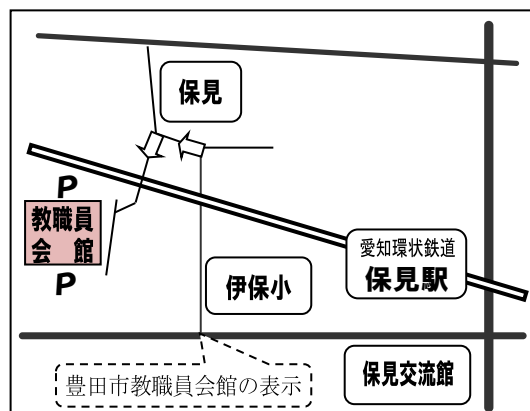 保見
P
教職員
会 館
P
愛知環状鉄道
保見駅
伊保小
豊田市教職員会館の表示
保見交流館